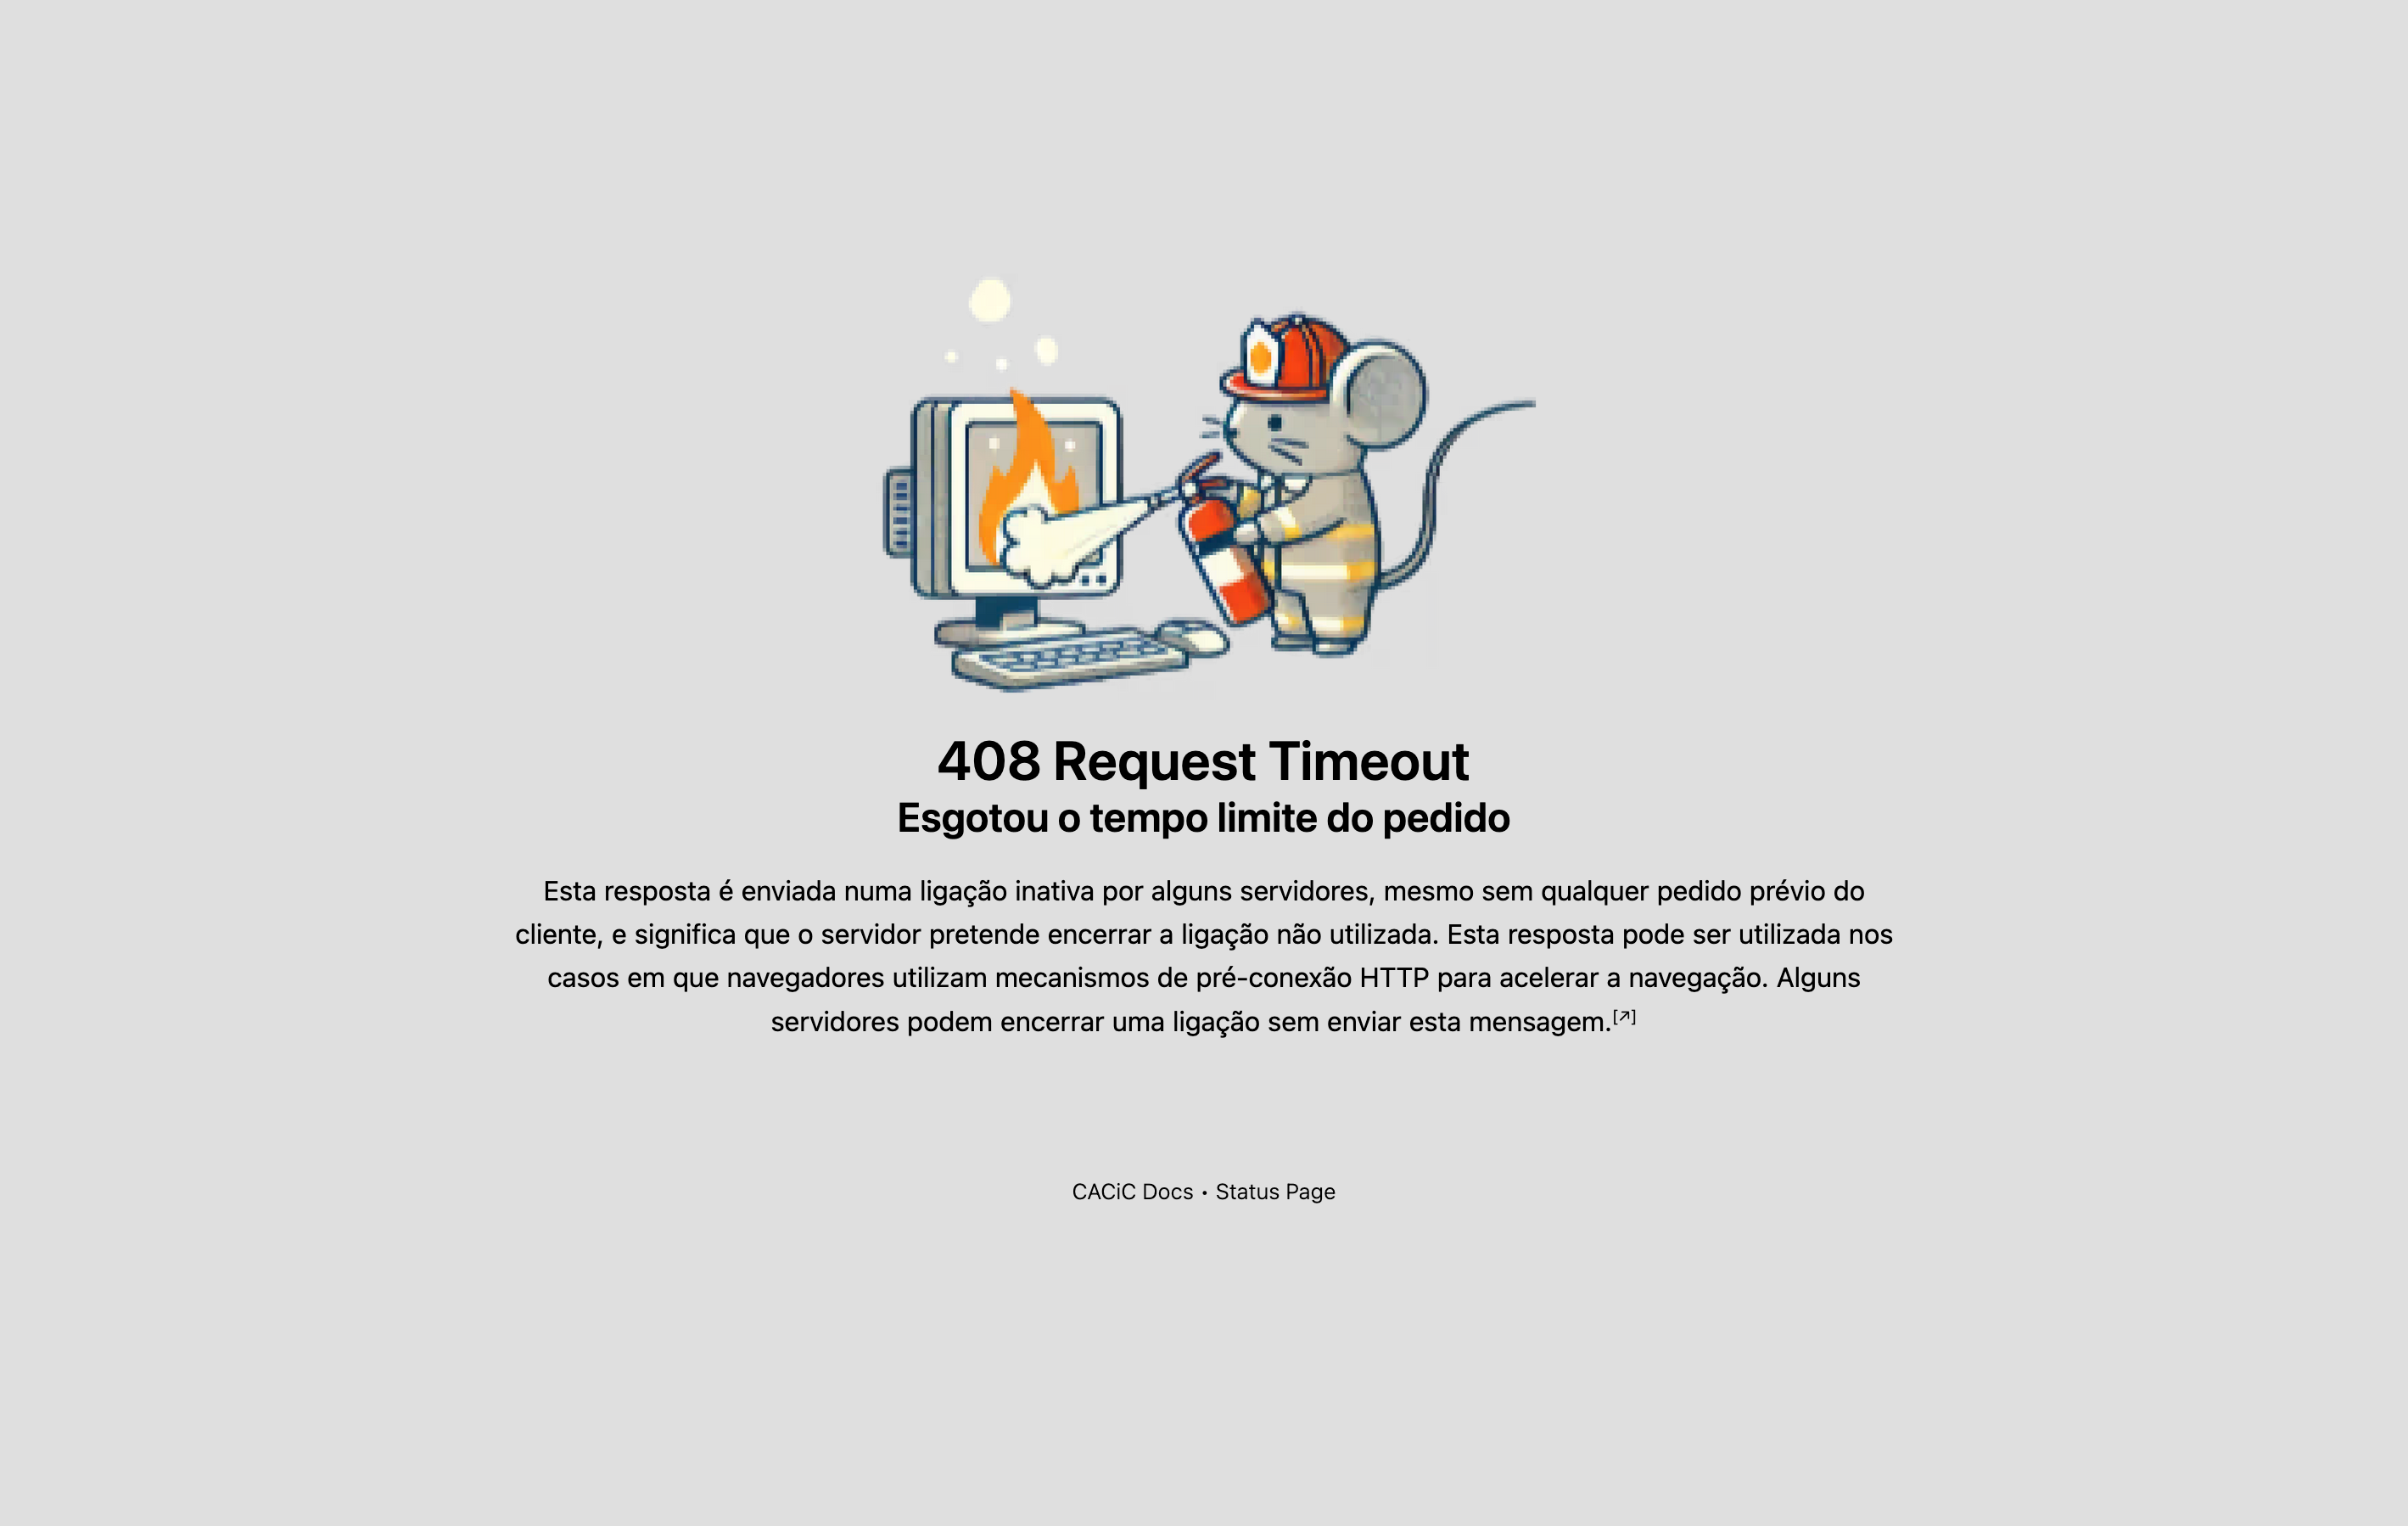 408 Request Timeout
Esgotou o tempo limite do pedido
Esta resposta é enviada numa ligação inativa por alguns servidores, mesmo sem qualquer pedido prévio do
cliente, e significa que o servidor pretende encerrar a ligação não utilizada. Esta resposta pode ser utilizada nos
casos em que navegadores utilizam mecanismos de pré-conexão HTTP para acelerar a navegação. Alguns
servidores podem encerrar uma ligação sem enviar esta mensagem.[↗]
CACiC Docs • Status Page